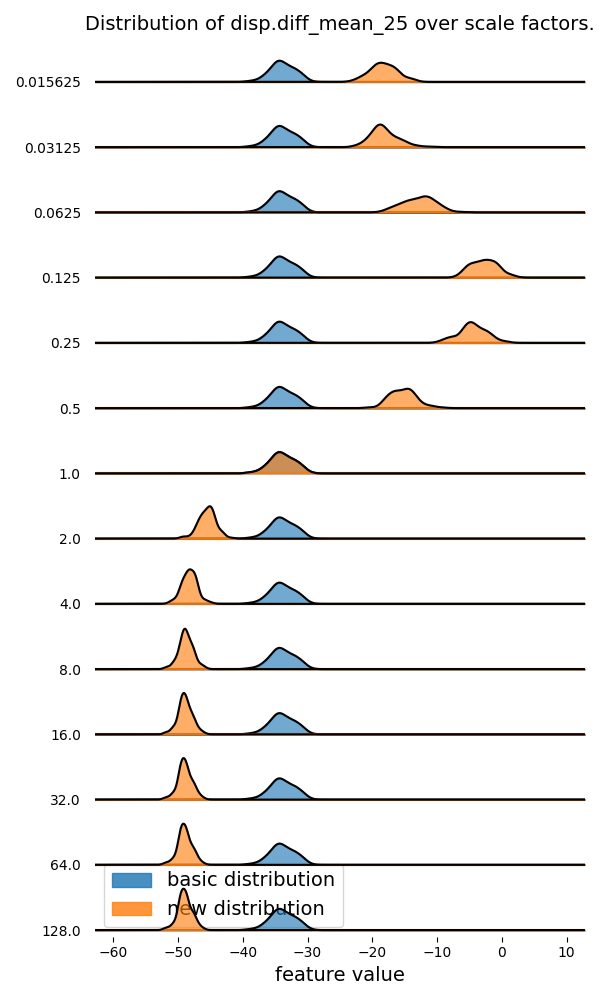 Distribution of disp.diff_mean_25 over scale factors.
0.015625
0.03125
0.0625
0.125
0.25
0.5
1.0
2.0
4.0
8.0
16.0
32.0
64.0
basic distribution
new distribution
128.0
−60 −50 −40 −30 −20 −10 0 10
feature value